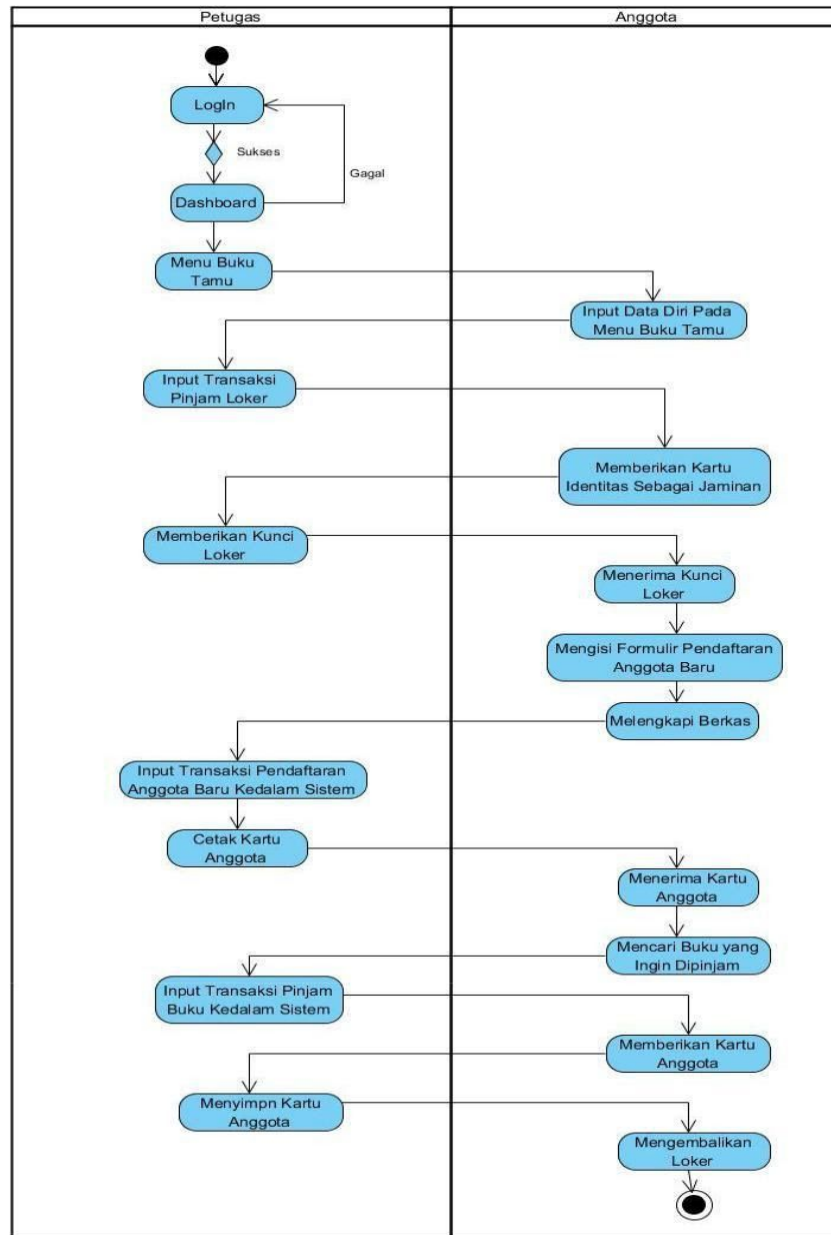 Petugas
Anggota
LogIn
Sukses
Gagal
Dashboard
Menu Buku
Tamu
Input Data Diri Pada
Menu Buku Tamu
Input Transaksi
Pinjam Loker
Memberikan Kartu
Identitas Sebagai Jaminan
Memberikan Kunci
Loker
Menerima Kunci
Loker
Mengisi Formulir Pendaftaran
Anggota Baru
Melengkapi Berkas
Input Transaksi Pendaftaran
Anggota Baru Kedalam Sistem
Cetak Kartu
Anggota
Menerima Kartu
Anggota
Mencari Buku yang
Ingin Dipinjam
Input Transaksi Pinjam
Buku Kedalam Sistem
Memberikan Kartu
Anggota
Menyimpn Kartu
Anggota
Mengembalikan
Loker